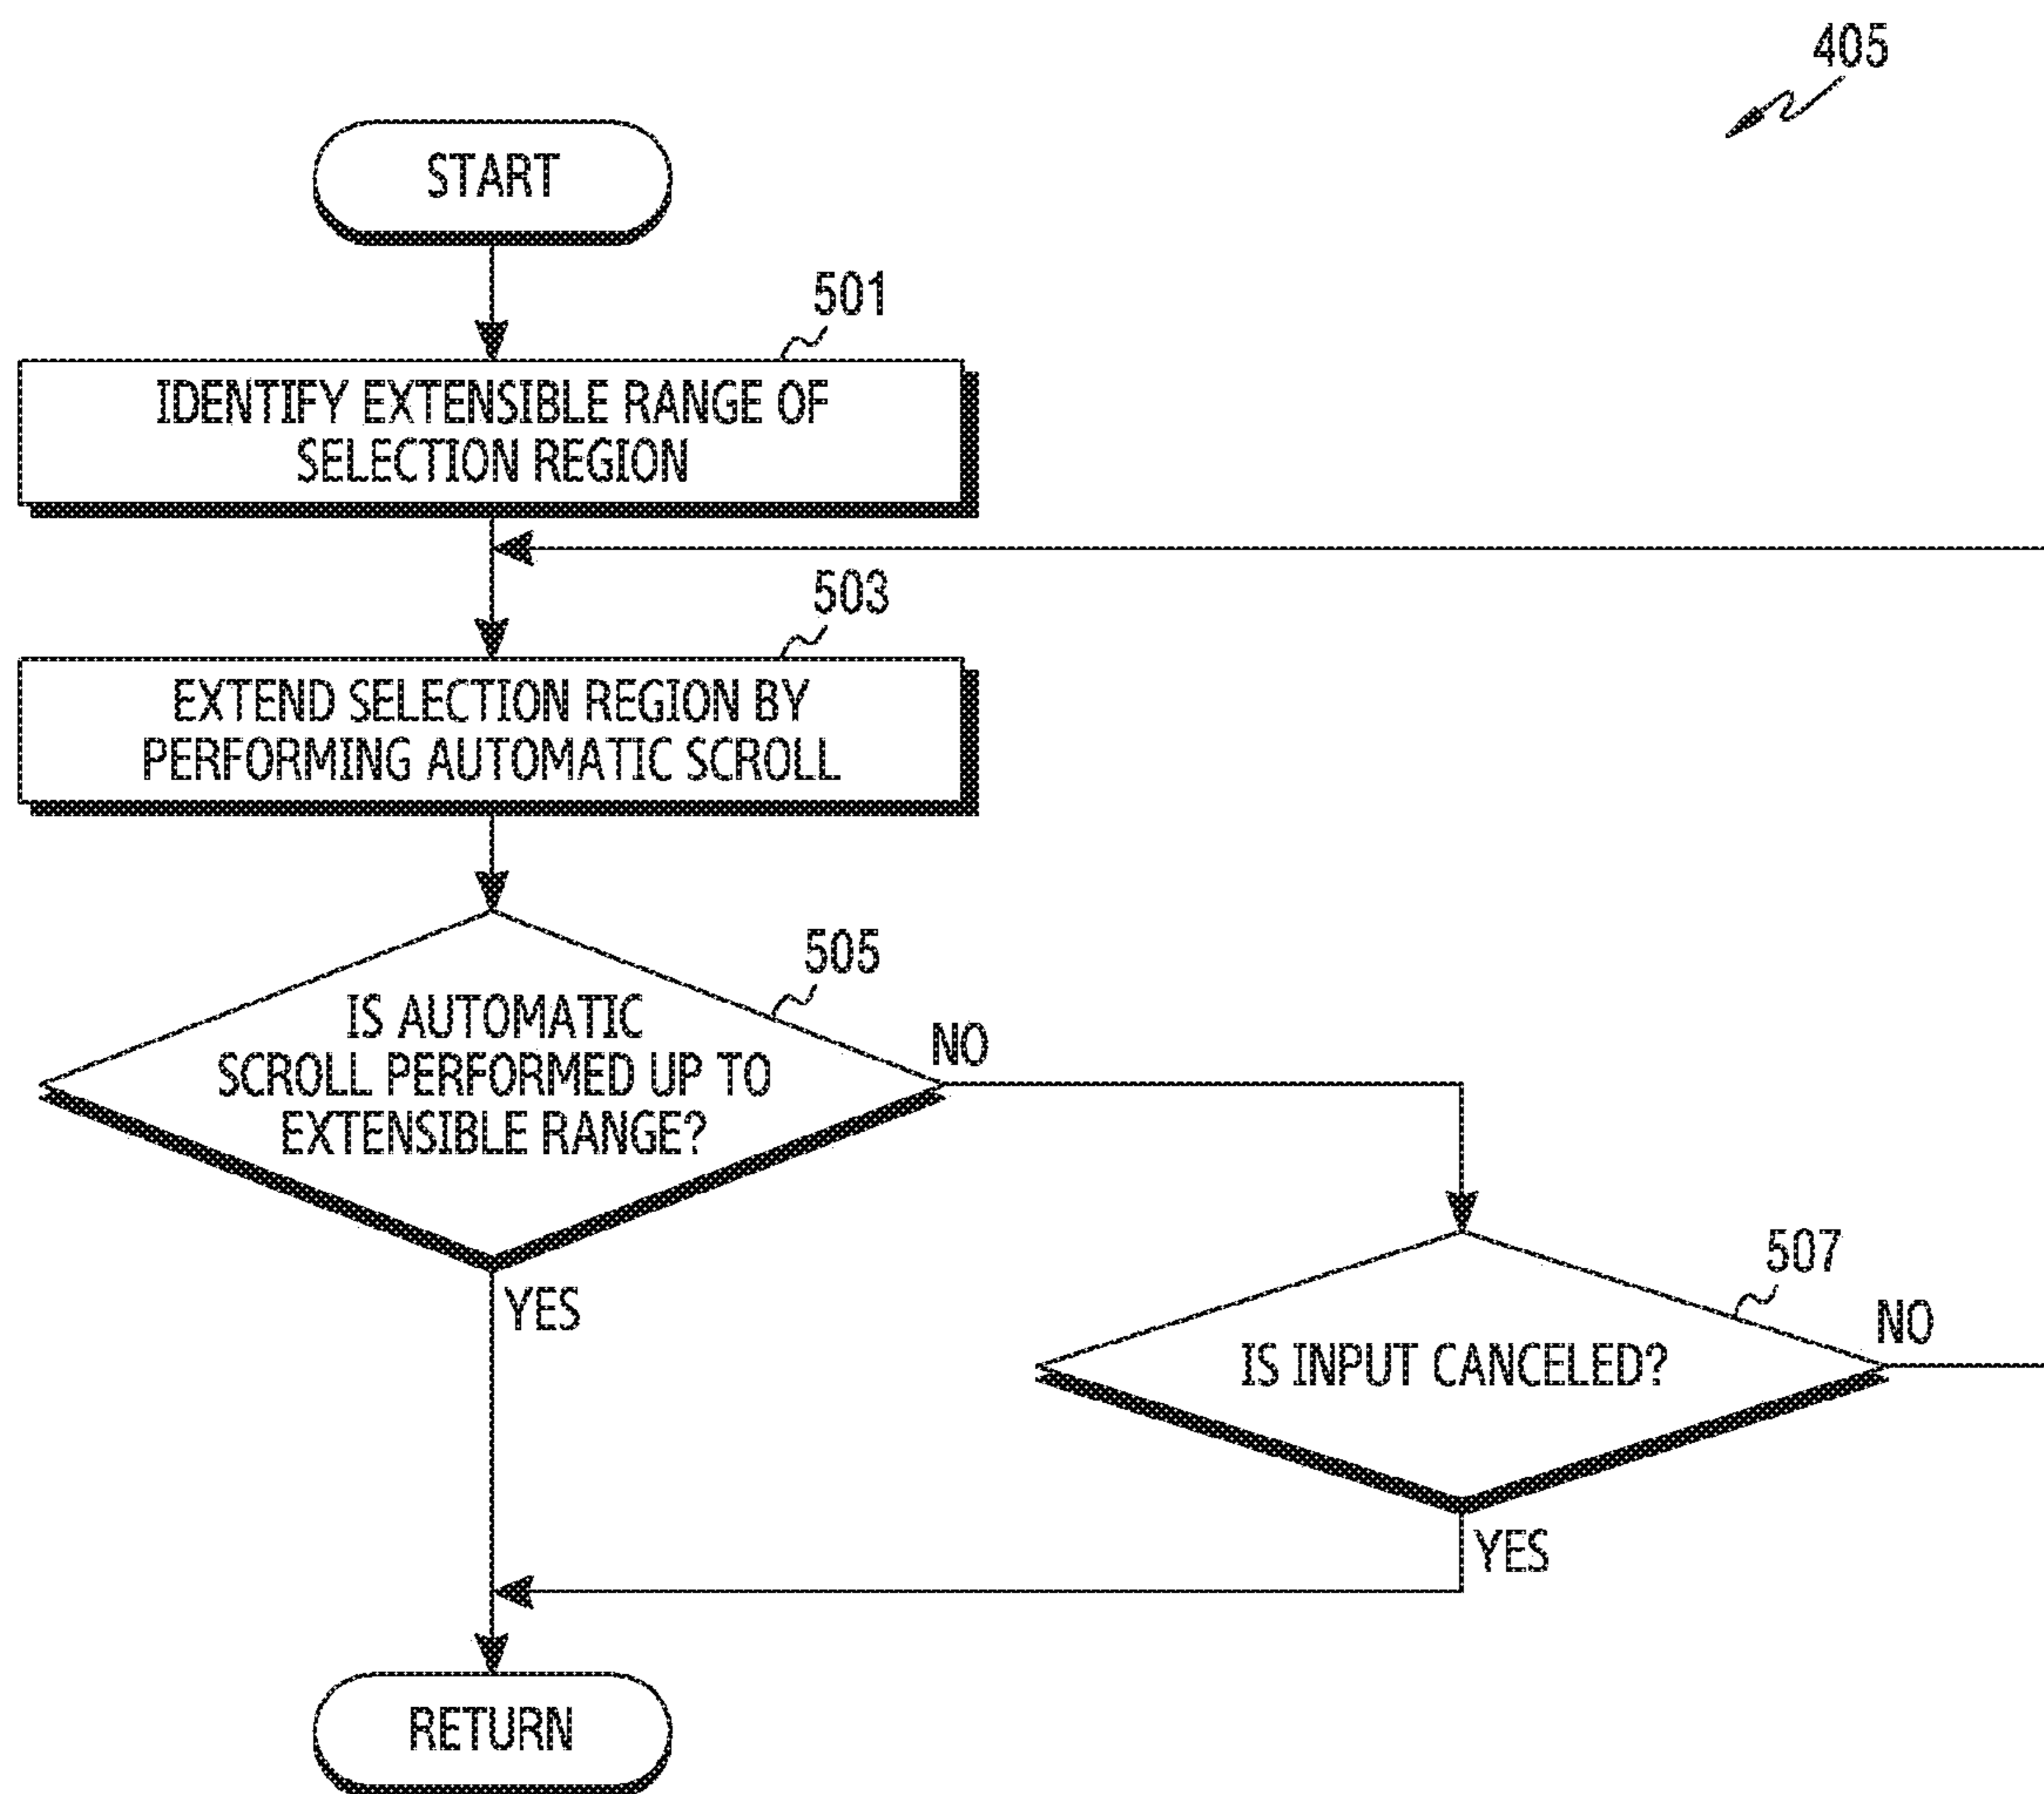 405
START
501
IDENTIFY EXTENSIBLE RANGE OF
SELECTION REGION
503
EXTEND SELECTION REGION BY
PERFORMING AUTOMATIC SCROLL
505
IS AUTOMATIC
SCROLL PERFORMED UP TO
EXTENSIBLE RANGE?
NO
YES
507
IS INPUT CANCELED?
NO
YES
RETURN